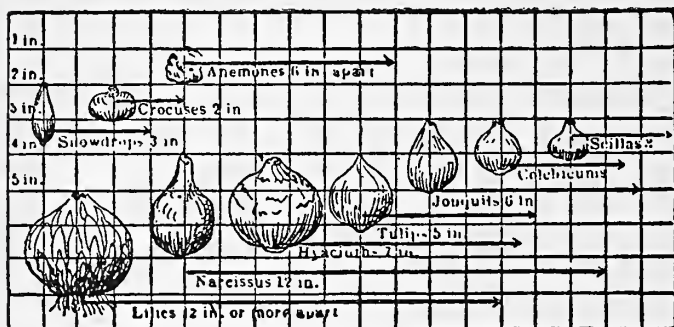 1 in.
2 in.
Anemones 6 in. apart
3 in.
Crocuses 2 in
4 in.
Snowdrops 3 in
Scillas 2
Colchicums
5 in.
Jonquils 6 in
Tulips 5 in.
Hyacinths 7 in.
Narcissus 12 in.
Lilies 12 in. or more apart